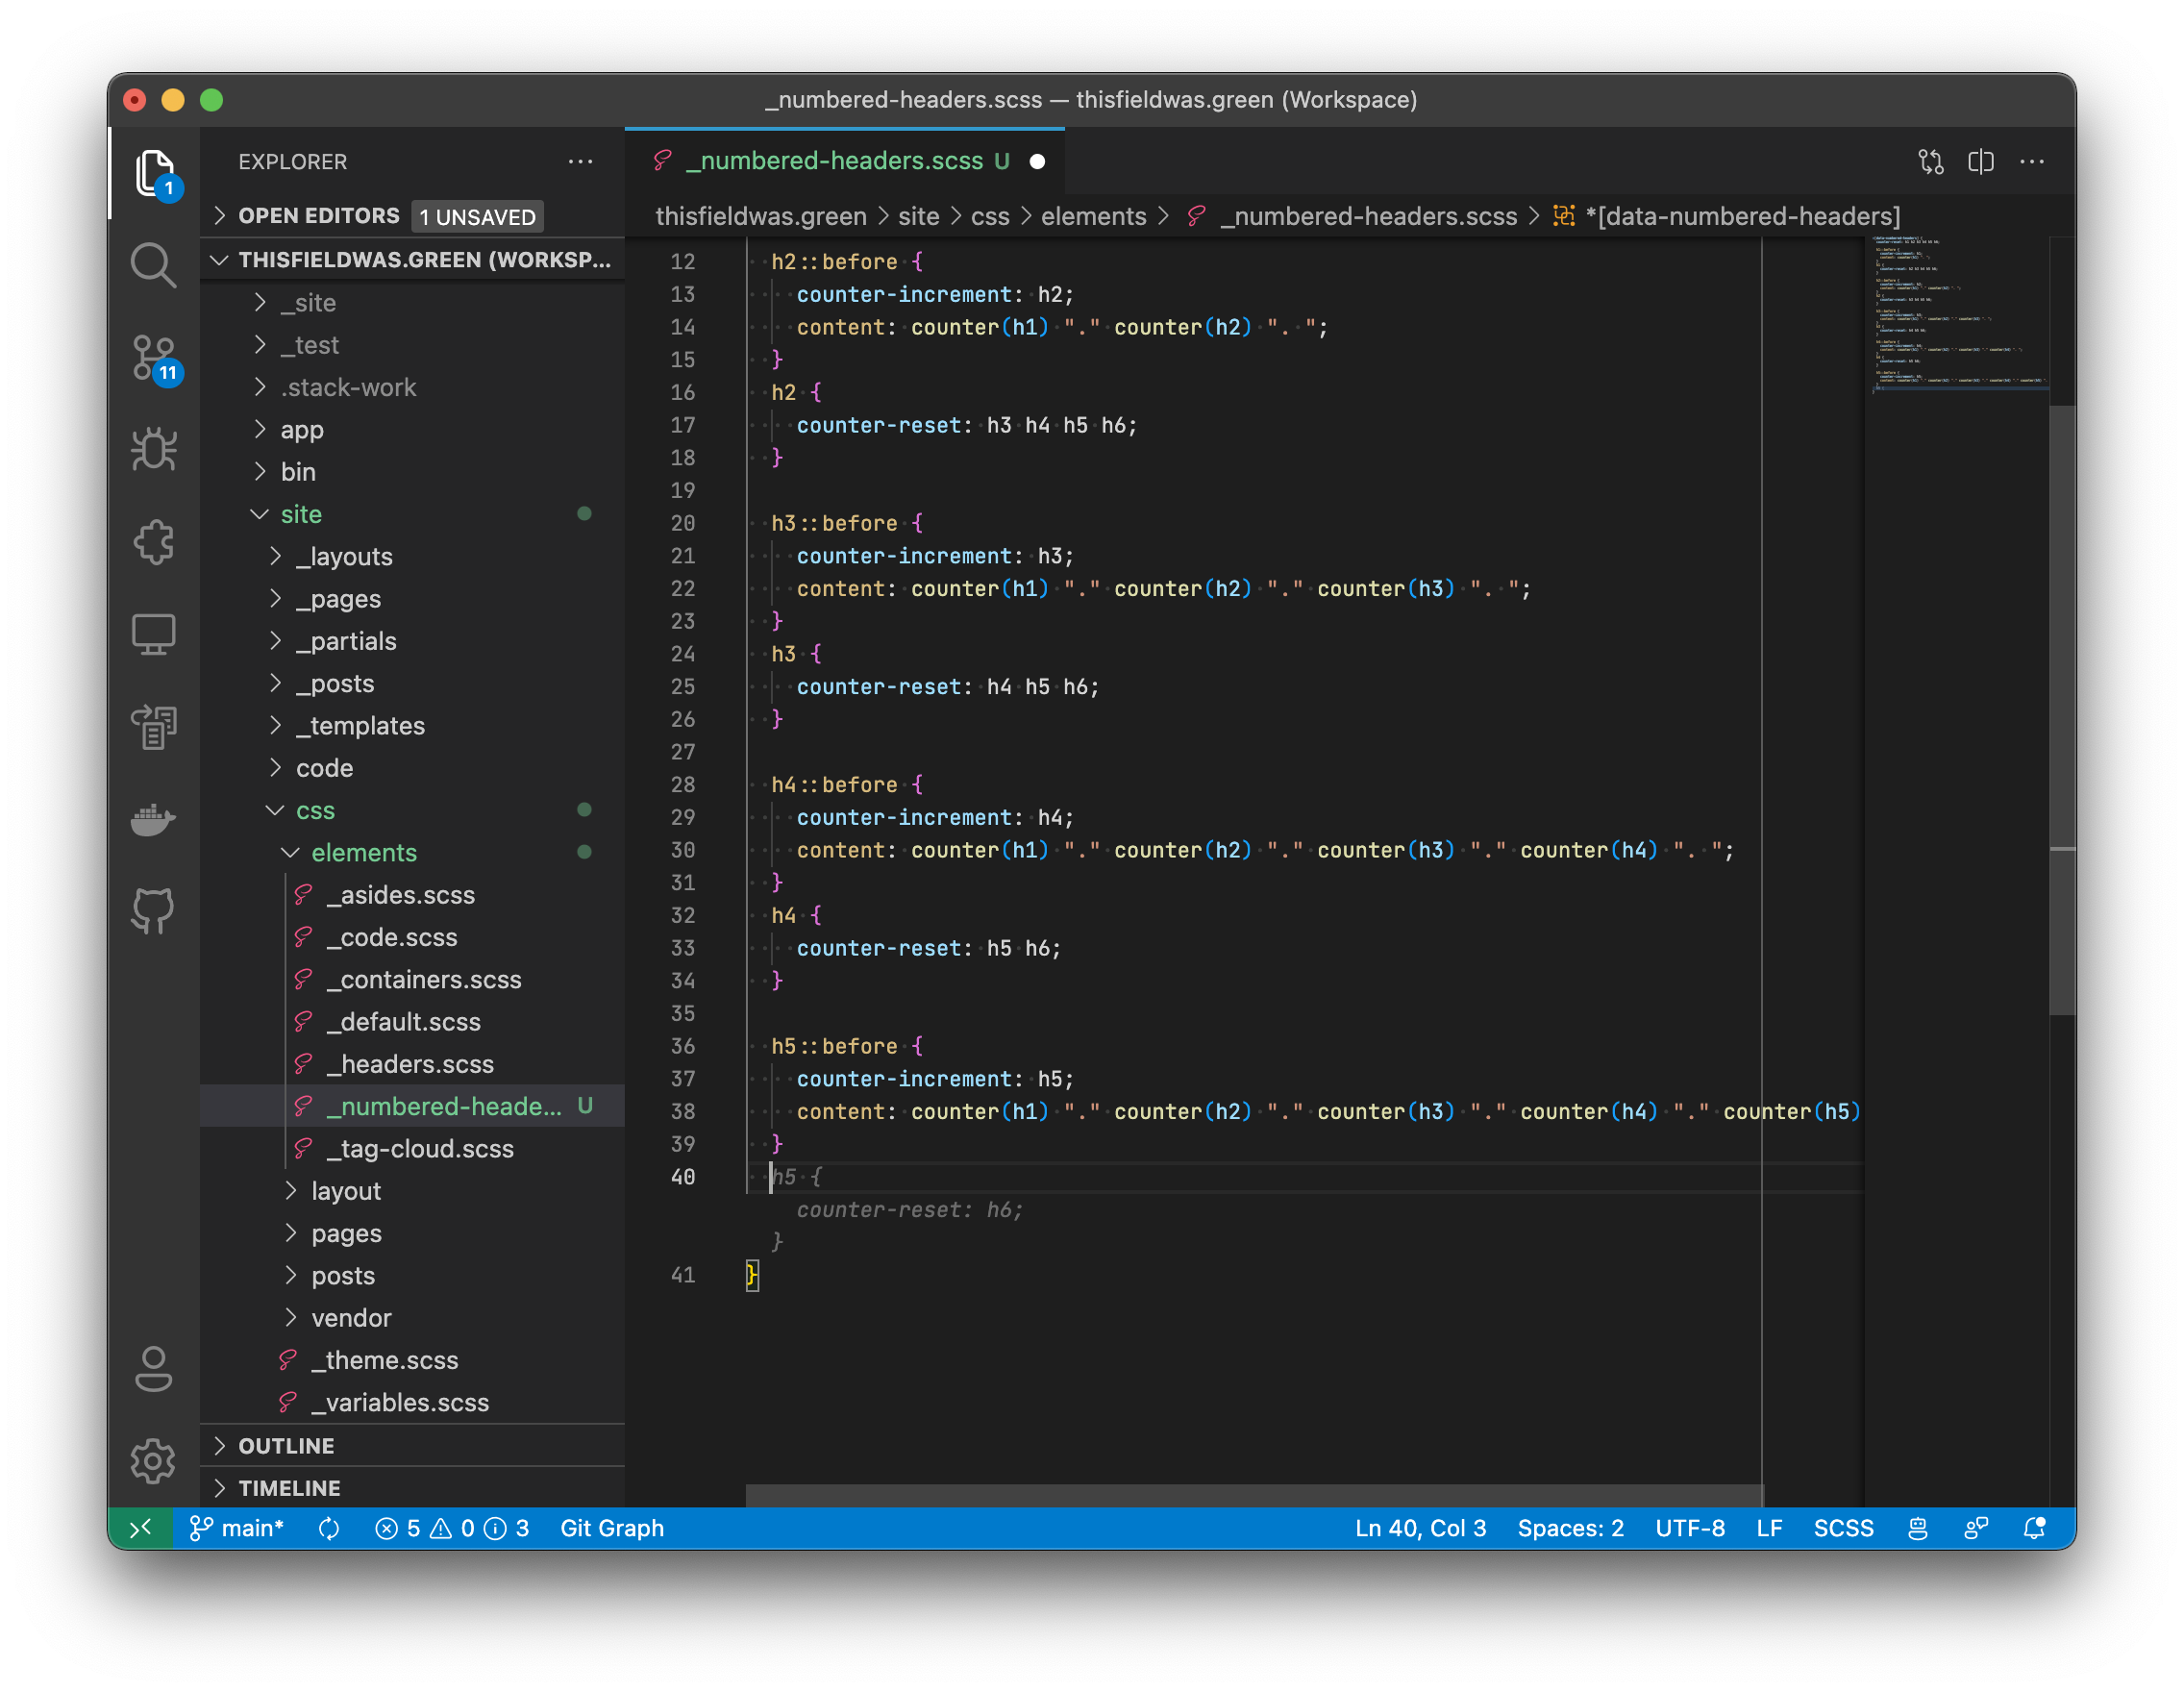 _numbered-headers.scss — thisfieldwas.green (Workspace)
EXPLORER
OPEN EDITORS 1 UNSAVED
THISFIELDWAS.GREEN (WORKSP...
_site
_test
.stack-work
app
bin
site
_layouts
_pages
_partials
_posts
_templates
code
css
elements
_asides.scss
_code.scss
_containers.scss
_default.scss
_headers.scss
_numbered-heade... U
_tag-cloud.scss
layout
pages
posts
vendor
_theme.scss
_variables.scss
OUTLINE
TIMELINE
1
11
_numbered-headers.scss U
thisfieldwas.green > site > css > elements > _numbered-headers.scss > *[data-numbered-headers]
12 h2::before {
13 counter-increment: h2;
14 content: counter(h1) "." counter(h2) ". ";
15 }
16 h2 {
17 counter-reset: h3 h4 h5 h6;
18 }
19
20 h3::before {
21 counter-increment: h3;
22 content: counter(h1) "." counter(h2) "." counter(h3) ". ";
23 }
24 h3 {
25 counter-reset: h4 h5 h6;
26 }
27
28 h4::before {
29 counter-increment: h4;
30 content: counter(h1) "." counter(h2) "." counter(h3) "." counter(h4) ". ";
31 }
32 h4 {
33 counter-reset: h5 h6;
34 }
35
36 h5::before {
37 counter-increment: h5;
38 content: counter(h1) "." counter(h2) "." counter(h3) "." counter(h4) "." counter(h5)
39 }
40 h5 {
counter-reset: h6;
}
41 }
main* 5 0 3 Git Graph Ln 40, Col 3 Spaces: 2 UTF-8 LF SCSS